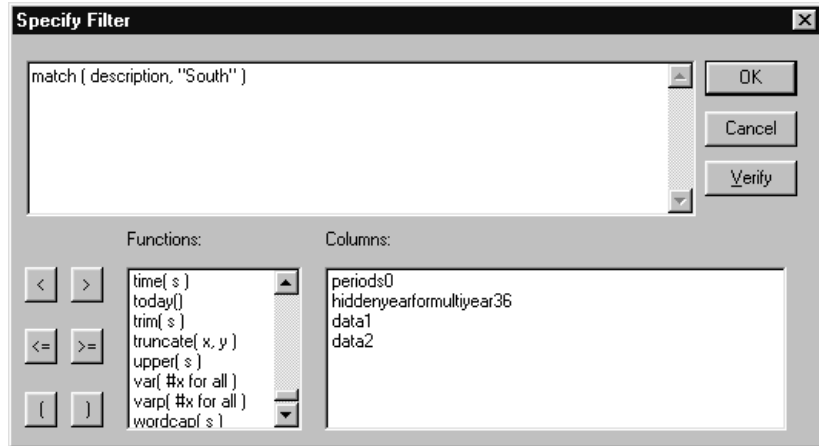 Specify Filter
match ( description, "South" )
OK
Cancel
Verify
Functions:
Columns:
< >
<= >=
( )
time( s )
today()
trim( s )
truncate( x, y )
upper( s )
var( #x for all )
varp( #x for all )
wordcap( s )
periods0
hiddenyearformultiyear36
data1
data2